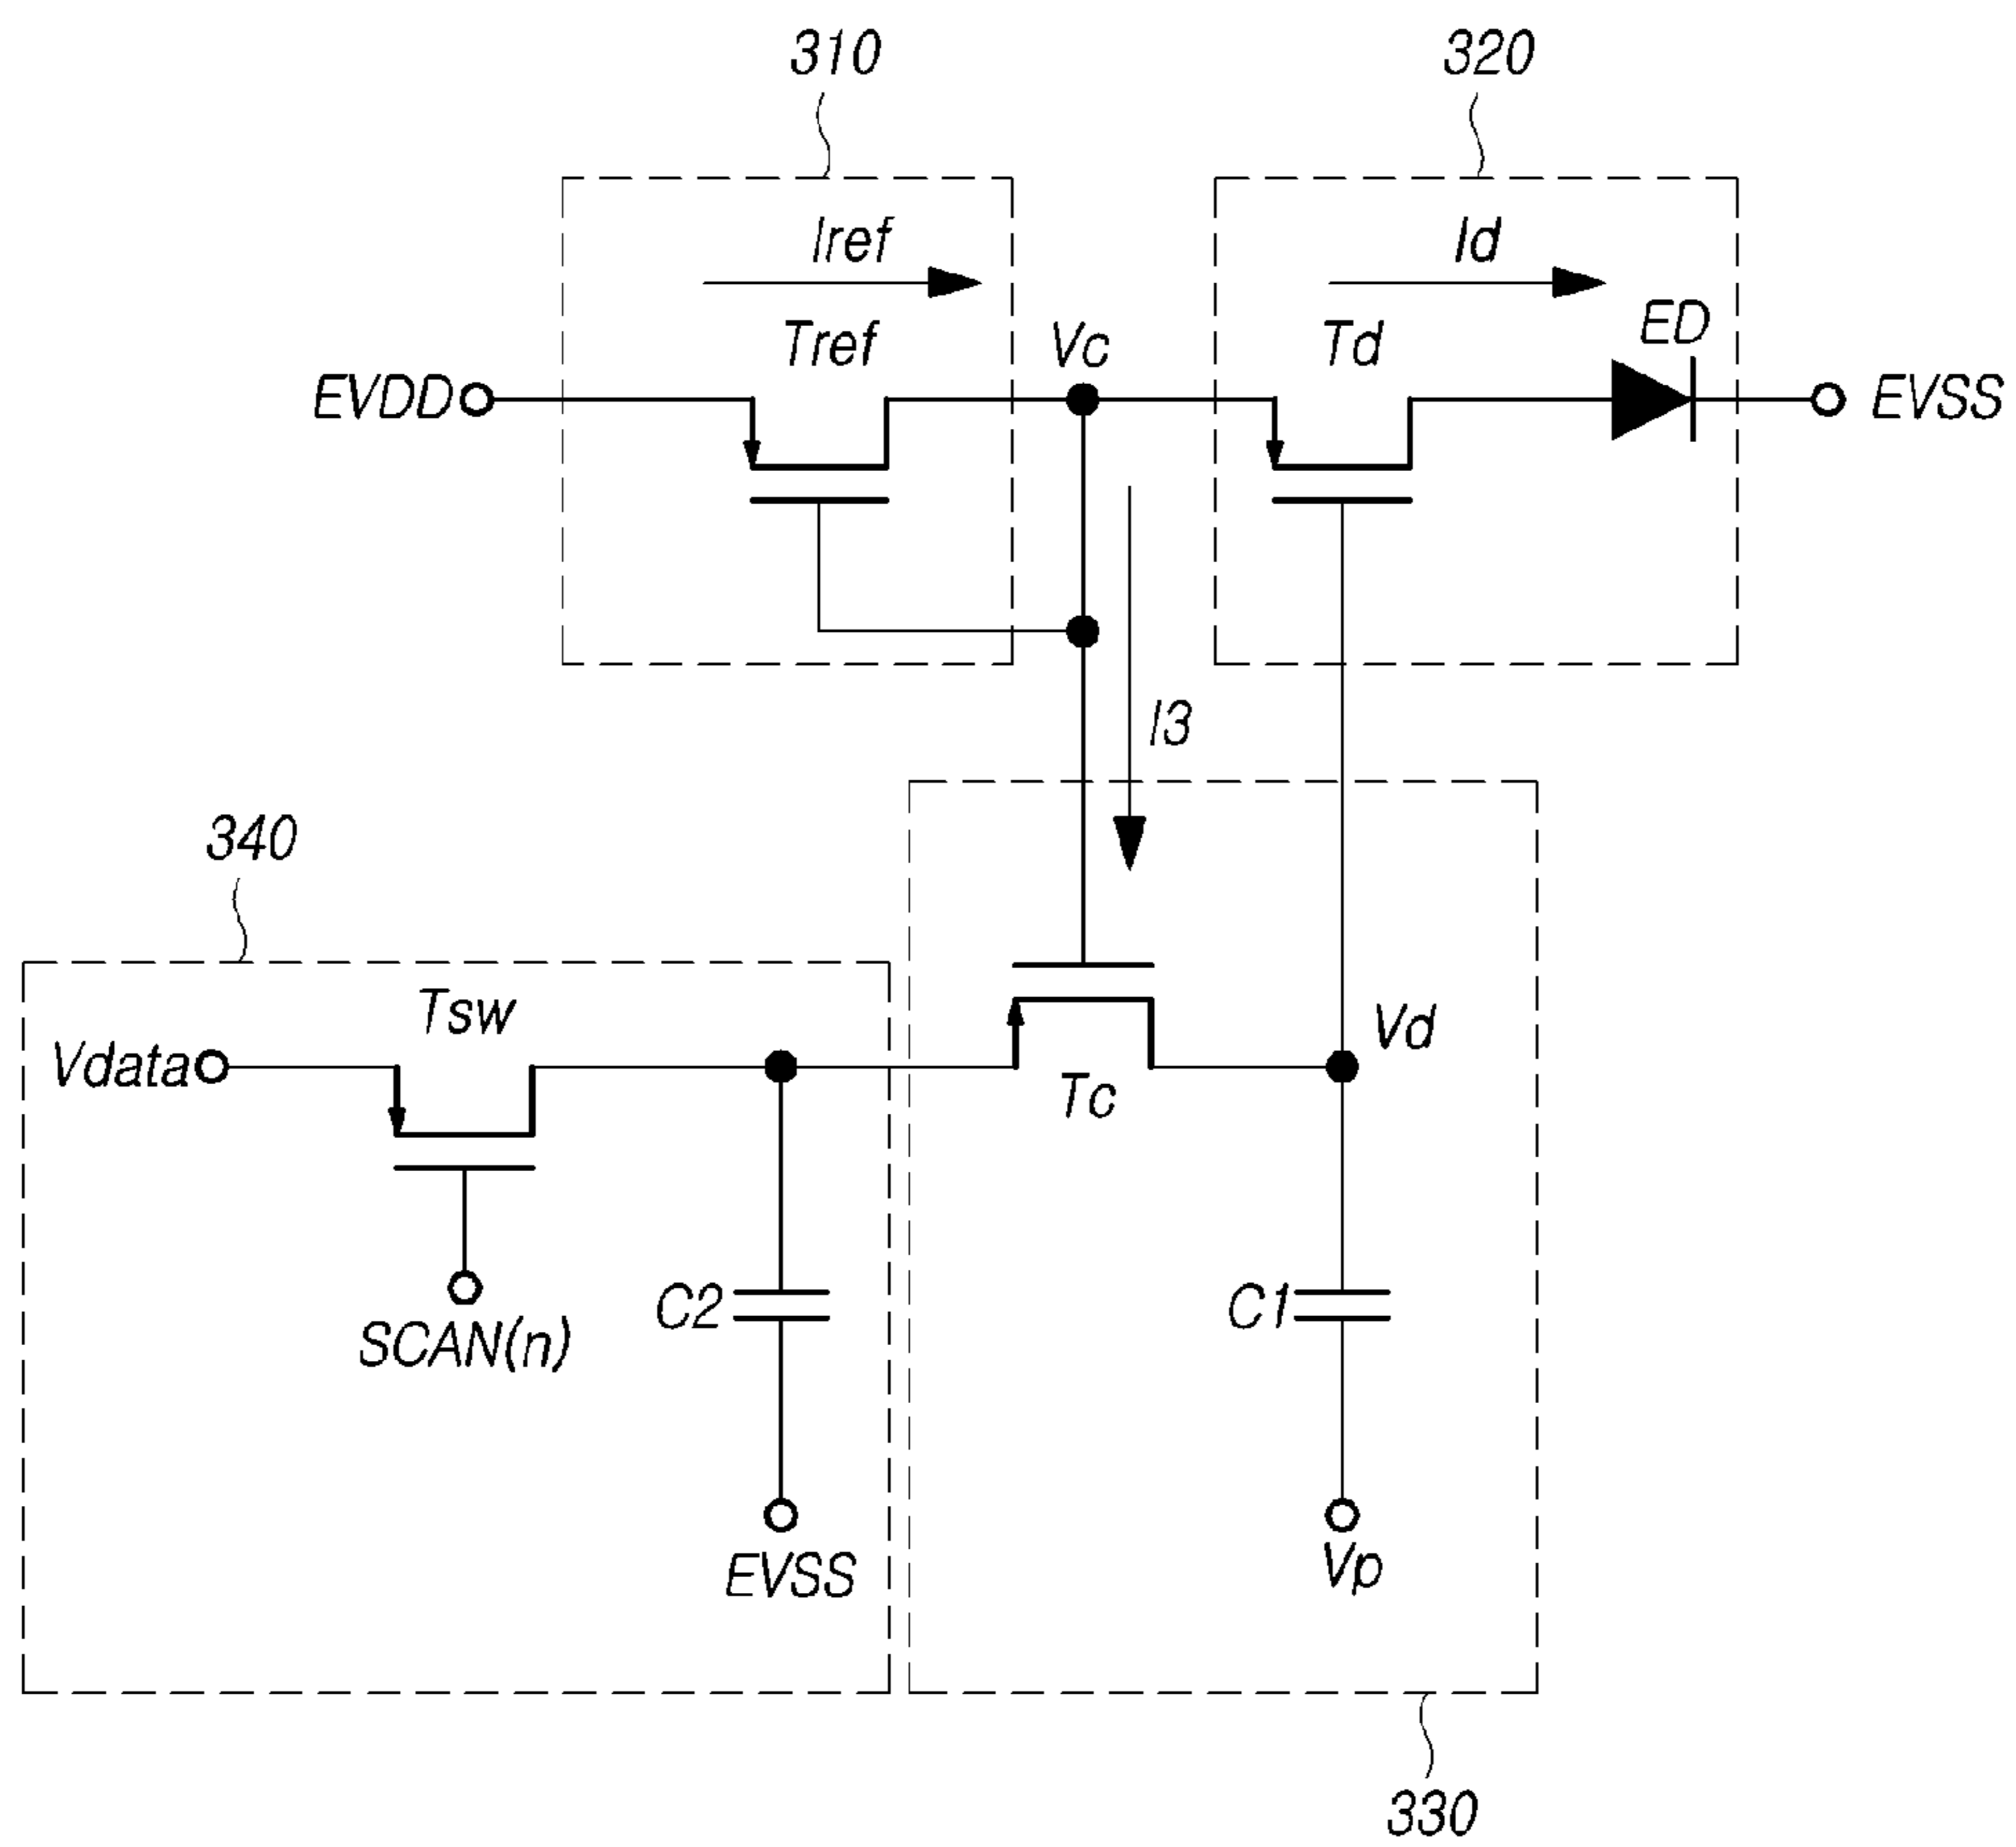 310
320
Iref
Id
Tref
Vc
Td
ED
EVDD
EVSS
I3
340
Tsw
Vd
Vdata
Tc
C2
C1
SCAN(n)
EVSS
Vp
330